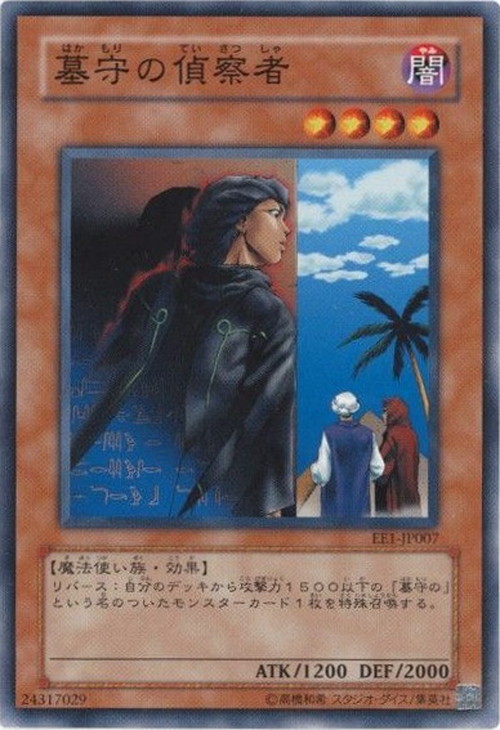 はか もり てい さつ しゃ
墓守の偵察者
やみ
闇
EE1-JP007
【魔法使い族・効果】
リバース:自分のデッキから攻撃力1500以下の「墓守の」
という名のついたモンスターカード1枚を特殊召喚する。
ATK/1200 DEF/2000
24317029
©高橋和希 スタジオ・ダイス/集英社